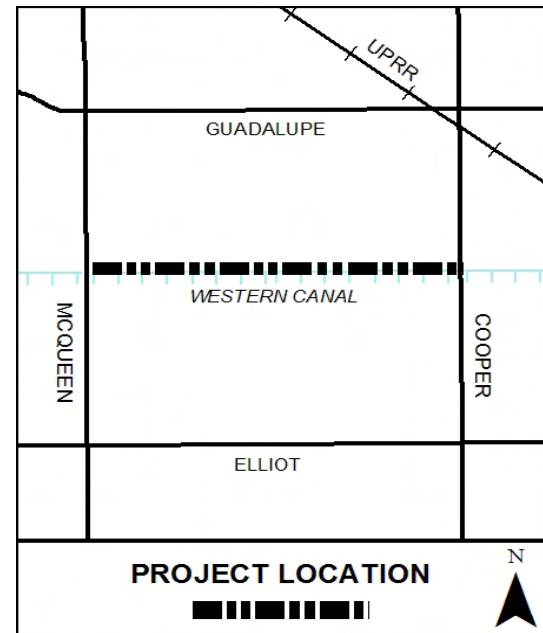 UPRR
GUADALUPE
WESTERN CANAL
MCQUEEN
COOPER
ELLIOT
PROJECT LOCATION
N